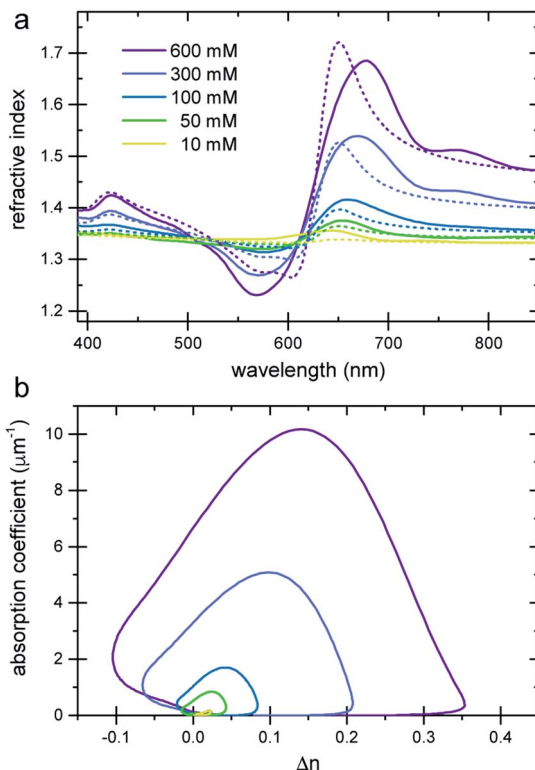 a
1.7
600 mM
300 mM
1.6
100 mM
50 mM
1.5
10 mM
1.4
1.3
1.2
refractive index
400 500 600 700 800
wavelength (nm)
b
10
8
6
4
2
0
absorption coefficient (μm⁻¹)
-0.1 0.0 0.1 0.2 0.3 0.4
Δn